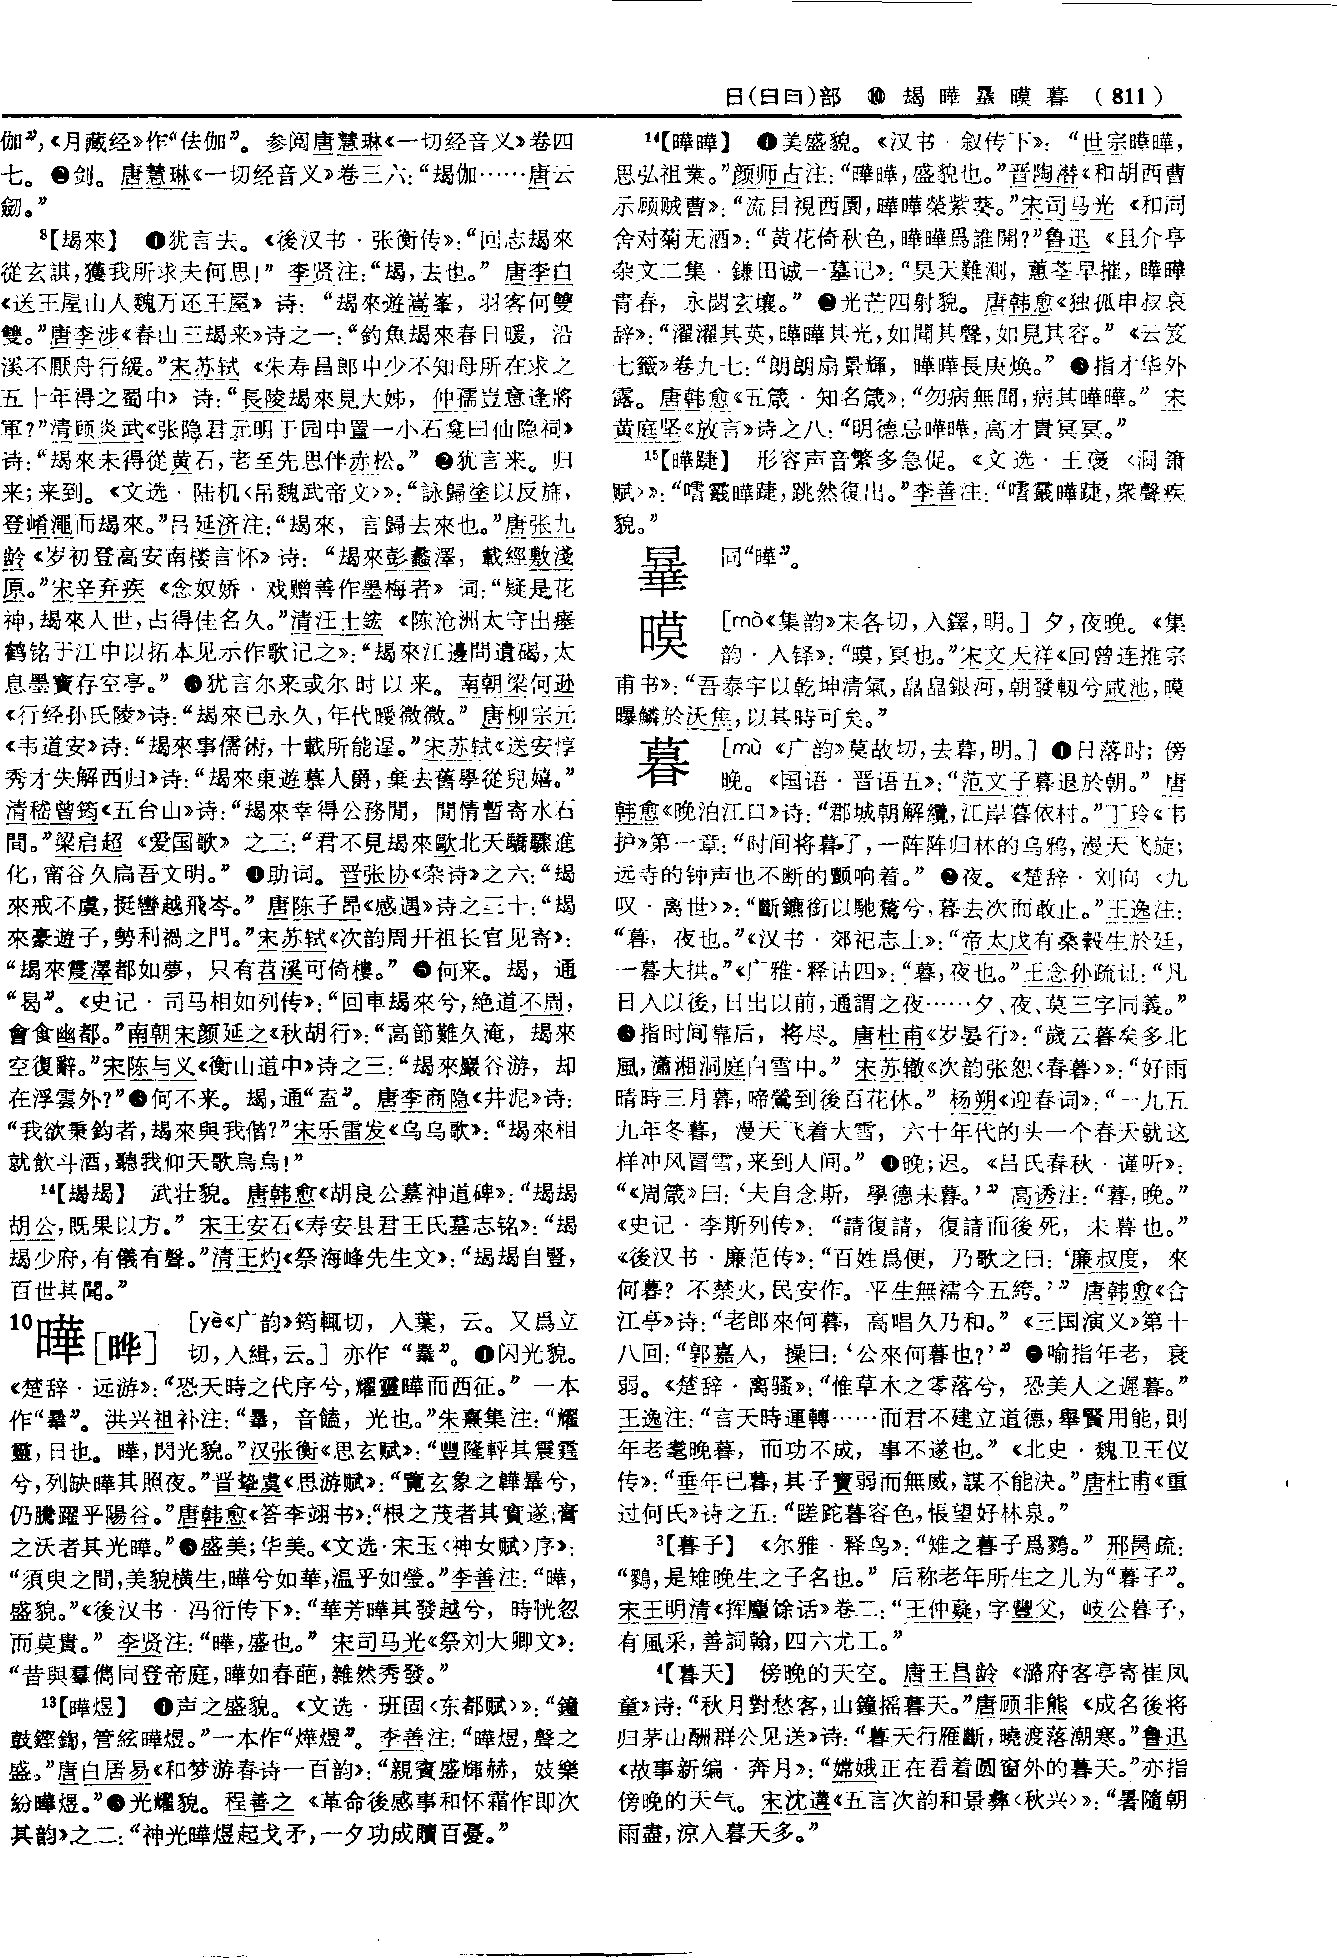 日(日曰)部 ⑩ 朅曄曅暯暮 (811)
伽”,《月藏经》作“佉伽”。参阅唐慧琳《一切经音义》卷四
七。❷剑。唐慧琳《一切经音义》卷三六:“朅伽……唐云
劒。”
8【朅來】 ❶犹言去。《後汉书·张衡传》:“回志朅來
從玄諆,獲我所求夫何思!” 李贤注:“朅,去也。” 唐李白
《送王屋山人魏万还王屋》诗:“朅來遊嵩峯,羽客何雙
雙。”唐李涉《春山三朅来》诗之一:“釣魚朅來春日暖,沿
溪不厭舟行緩。”宋苏轼《朱寿昌郎中少不知母所在求之
五十年得之蜀中》诗:“長陵朅來見大姊,仲孺豈意逢將
軍?”清顾炎武《张隐君元明于园中置一小石龛曰仙隐祠》
诗:“朅來未得從黄石,老至先思伴赤松。” ❷犹言来。归
来;来到。《文选·陆机〈吊魏武帝文〉》:“詠歸塗以反旆,
登崤澠而朅來。”吕延济注:“朅來,言歸去來也。”唐张九
龄《岁初登高安南楼言怀》诗:“朅來彭蠡澤,載經敷淺
原。”宋辛弃疾《念奴娇·戏赠善作墨梅者》词:“疑是花
神,朅來人世,占得佳名久。”清汪士鋐《陈沧洲太守出瘗
鹤铭于江中以拓本见示作歌记之》:“朅來江邊問遺碣,太
息墨寶存空亭。” ❸犹言尔来或尔时以来。南朝梁何逊
《行经孙氏陵》诗:“朅來已永久,年代曖微微。” 唐柳宗元
《韦道安》诗:“朅來事儒術,十載所能逞。”宋苏轼《送安惇
秀才失解西归》诗:“朅來東遊慕人爵,棄去舊學從兒嬉。”
清嵇曾筠《五台山》诗:“朅來幸得公務閒,閒情暫寄水石
間。”梁启超《爱国歌》之三:“君不見朅來歐北天驕驟進
化,甯谷久扃吾文明。” ❹助词。晋张协《杂诗》之六:“朅
來戒不虞,挺轡越飛岑。” 唐陈子昂《感遇》诗之三十:“朅
來豪遊子,勢利禍之門。”宋苏轼《次韵周开祖长官见寄》:
“朅來震澤都如夢,只有苕溪可倚樓。” ❺何来。朅,通
“曷”。《史记·司马相如列传》:“回車朅來兮,絶道不周,
會食幽都。”南朝宋颜延之《秋胡行》:“高節難久淹,朅來
空復辭。”宋陈与义《衡山道中》诗之三:“朅來巖谷游,却
在浮雲外?”❻何不来。朅,通“盍”。唐李商隐《井泥》诗:
“我欲秉鈞者,朅來與我偕?”宋乐雷发《乌乌歌》:“朅來相
就飲斗酒,聽我仰天歌烏烏!”
14【朅朅】 武壮貌。唐韩愈《胡良公墓神道碑》:“朅朅
胡公,既果以方。” 宋王安石《寿安县君王氏墓志铭》:“朅
朅少府,有儀有聲。”清王灼《祭海峰先生文》:“朅朅自豎,
百世其聞。”
10曄[晔] [yè《广韵》筠輒切,入葉,云。又爲立
切,入緝,云。]亦作“曅”。❶闪光貌。
《楚辞·远游》:“恐天時之代序兮,耀靈曄而西征。” 一本
作“曅”。洪兴祖补注:“曅,音饁,光也。”朱熹集注:“耀
靈,日也。曄,閃光貌。”汉张衡《思玄赋》:“豐隆軯其震霆
兮,列缺曄其照夜。”晋挚虞《思游赋》:“覽玄象之韡曅兮,
仍騰躍乎陽谷。”唐韩愈《答李翊书》:“根之茂者其實遂;膏
之沃者其光曄。”❷盛美;华美。《文选·宋玉〈神女赋〉序》:
“須臾之間,美貌横生,曄兮如華,温乎如瑩。”李善注:“曄,
盛貌。”《後汉书·冯衍传下》:“華芳曄其發越兮,時恍忽
而莫貴。” 李贤注:“曄,盛也。” 宋司马光《祭刘大卿文》:
“昔與羣儁同登帝庭,曄如春葩,雜然秀發。”
13【曄煜】 ❶声之盛貌。《文选·班固〈东都赋〉》:“鐘
鼓鏗鍧,管絃曄煜。”一本作“燁煜”。李善注:“曄煜,聲之
盛。”唐白居易《和梦游春诗一百韵》:“親賓盛輝赫,妓樂
紛曄煜。”❷光耀貌。程善之《革命後感事和怀霜作即次
其韵》之二:“神光曄煜起戈矛,一夕功成贖百憂。”
14【曄曄】 ❶美盛貌。《汉书·叙传下》:“世宗曄曄,
思弘祖業。”颜师古注:“曄曄,盛貌也。”晋陶潜《和胡西曹
示顾贼曹》:“流目視西園,曄曄榮紫葵。”宋司马光《和同
舍对菊无酒》:“黄花倚秋色,曄曄爲誰開?”鲁迅《且介亭
杂文二集·镰田诚一墓记》:“昊天難測,蕙荃早摧,曄曄
青春,永閟玄壤。” ❷光芒四射貌。唐韩愈《独孤申叔哀
辞》:“濯濯其英,曄曄其光,如聞其聲,如見其容。”《云笈
七籤》卷九七:“朗朗扇景輝,曄曄長庚焕。” ❸指才华外
露。唐韩愈《五箴·知名箴》:“勿病無聞,病其曄曄。” 宋
黄庭坚《放言》诗之八:“明德忌曄曄,高才貴冥冥。”
15【曄踕】 形容声音繁多急促。《文选·王褒〈洞箫
赋〉》:“㗩霵曄踕,跳然復出。”李善注:“㗩霵曄踕,衆聲疾
貌。”
曅 同“曄”。
暯 [mò《集韵》末各切,入鐸,明。]夕,夜晚。《集
韵·入铎》:“暯,冥也。”宋文天祥《回曾连推宗
甫书》:“吾泰宇以乾坤清氣,皛皛銀河,朝發軔兮咸池,暯
曝鱗於沃焦,以其時可矣。”
暮 [mù《广韵》莫故切,去暮,明。]❶日落时;傍
晚。《国语·晋语五》:“范文子暮退於朝。” 唐
韩愈《晚泊江口》诗:“郡城朝解纜,江岸暮依村。”丁玲《韦
护》第一章:“时间将暮了,一阵阵归林的乌鸦,漫天飞旋;
远寺的钟声也不断的颤响着。” ❷夜。《楚辞·刘向〈九
叹·离世〉》:“斷鑣銜以馳騖兮,暮去次而敢止。”王逸注:
“暮,夜也。”《汉书·郊祀志上》:“帝太戊有桑榖生於廷,
一暮大拱。”《广雅·释诂四》:“暮,夜也。”王念孙疏证:“凡
日入以後,日出以前,通謂之夜……夕、夜、莫三字同義。”
❸指时间靠后,将尽。唐杜甫《岁晏行》:“歲云暮矣多北
風,瀟湘洞庭白雪中。” 宋苏辙《次韵张恕〈春暮〉》:“好雨
晴時三月暮,啼鶯到後百花休。” 杨朔《迎春词》:“一九五
九年冬暮,漫天飞着大雪,六十年代的头一个春天就这
样冲风冒雪,来到人间。” ❹晚;迟。《吕氏春秋·谨听》:
“《周箴》曰:‘夫自念斯,學德未暮。’” 高诱注:“暮,晚。”
《史记·李斯列传》:“請復請,復請而後死,未暮也。”
《後汉书·廉范传》:“百姓爲便,乃歌之曰:‘廉叔度,來
何暮?不禁火,民安作。平生無襦今五絝。’” 唐韩愈《合
江亭》诗:“老郎來何暮,高唱久乃和。”《三国演义》第十
八回:“郭嘉入,操曰:‘公來何暮也?’” ❺喻指年老,衰
弱。《楚辞·离骚》:“惟草木之零落兮,恐美人之遲暮。”
王逸注:“言天時運轉……而君不建立道德,舉賢用能,則
年老耄晚暮,而功不成,事不遂也。”《北史·魏卫王仪
传》:“垂年已暮,其子寶弱而無威,謀不能決。”唐杜甫《重
过何氏》诗之五:“蹉跎暮容色,悵望好林泉。”
3【暮子】《尔雅·释鸟》:“雉之暮子爲鷚。” 邢昺疏:
“鷚,是雉晚生之子名也。” 后称老年所生之儿为“暮子”。
宋王明清《挥麈馀话》卷二:“王仲嶷,字豐父,岐公暮子,
有風采,善詞翰,四六尤工。”
4【暮天】 傍晚的天空。唐王昌龄《潞府客亭寄崔凤
童》诗:“秋月對愁客,山鐘摇暮天。”唐顾非熊《成名後将
归茅山酬群公见送》诗:“暮天行雁斷,曉渡落潮寒。”鲁迅
《故事新编·奔月》:“嫦娥正在看着圆窗外的暮天。”亦指
傍晚的天气。宋沈遘《五言次韵和景彝〈秋兴〉》:“暑隨朝
雨盡,涼入暮天多。”